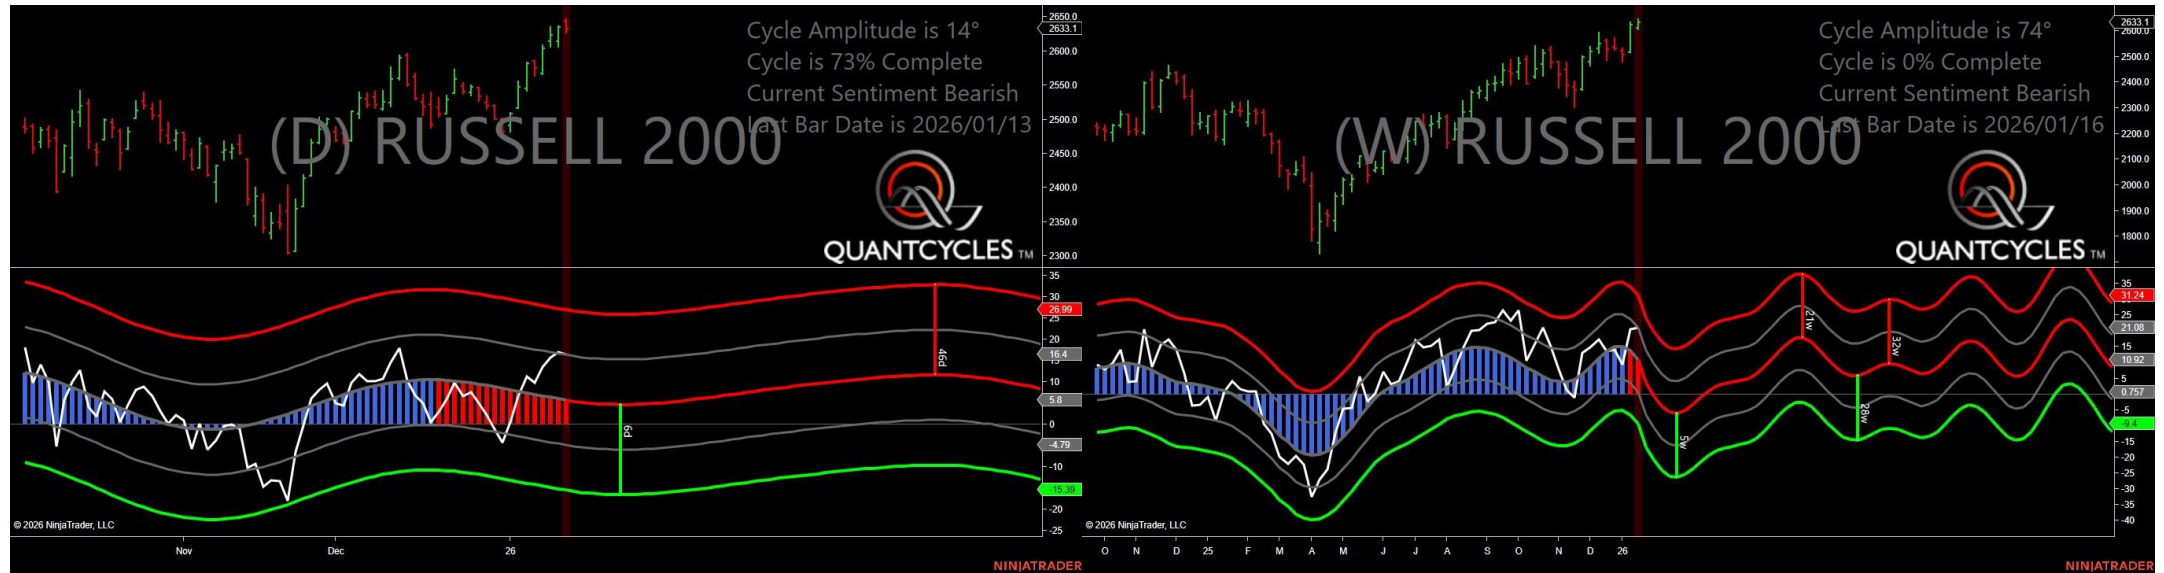 Cycle Amplitude is 14°
Cycle is 73% Complete
Current Sentiment Bearish
Last Bar Date is 2026/01/13
(D) RUSSELL 2000
QUANTCYCLES TM
2650.0
2633.1
2600.0
2550.0
2500.0
2450.0
2400.0
2350.0
2300.0
35
30
26.99
25
20
16.4
10
5.8
0
-4.79
-10
-15.39
-20
-25
46d
6d
© 2026 NinjaTrader, LLC
Nov Dec 26
NINJATRADER
Cycle Amplitude is 74°
Cycle is 0% Complete
Current Sentiment Bearish
Last Bar Date is 2026/01/16
(W) RUSSELL 2000
QUANTCYCLES TM
2633.1
2600.0
2500.0
2400.0
2300.0
2200.0
2100.0
2000.0
1900.0
1800.0
35
31.24
25
21.08
15
10.92
5
0.757
-5
-9.4
-15
-20
-25
-30
-35
-40
21w
32w
28w
5w
© 2026 NinjaTrader, LLC
O N D 25 F M A M J J A S O N D 26
NINJATRADER